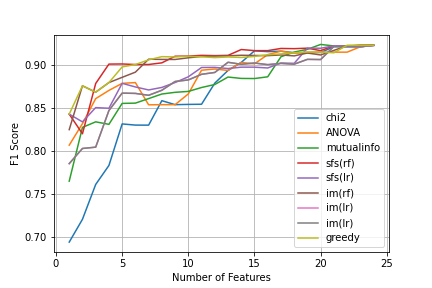 F1 Score
0.90
0.85
0.80
0.75
0.70
0
5
10
15
20
25
Number of Features
chi2
ANOVA
mutualinfo
sfs(rf)
sfs(lr)
im(rf)
im(lr)
im(lr)
greedy